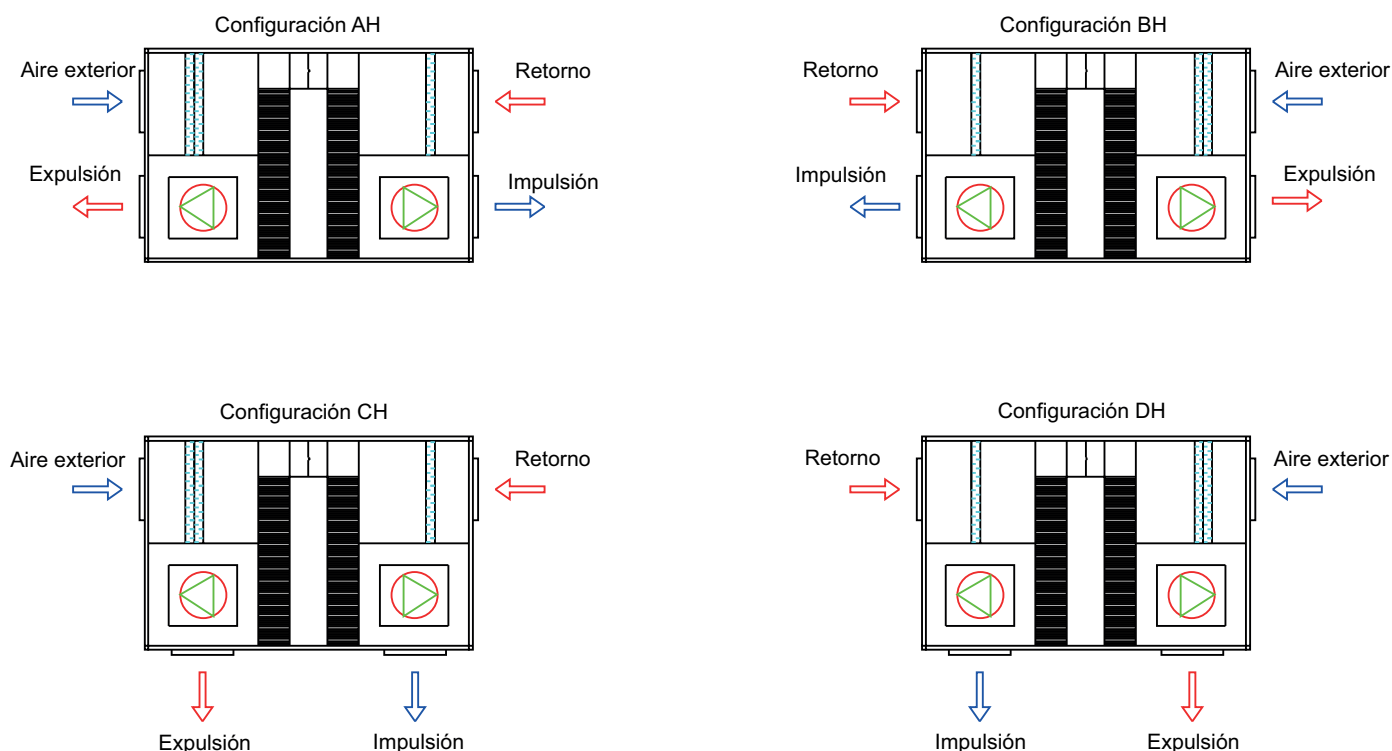 Configuración AH
Aire exterior
Retorno
Expulsión
Impulsión
Configuración BH
Retorno
Aire exterior
Impulsión
Expulsión
Configuración CH
Aire exterior
Retorno
Expulsión
Impulsión
Configuración DH
Retorno
Aire exterior
Impulsión
Expulsión